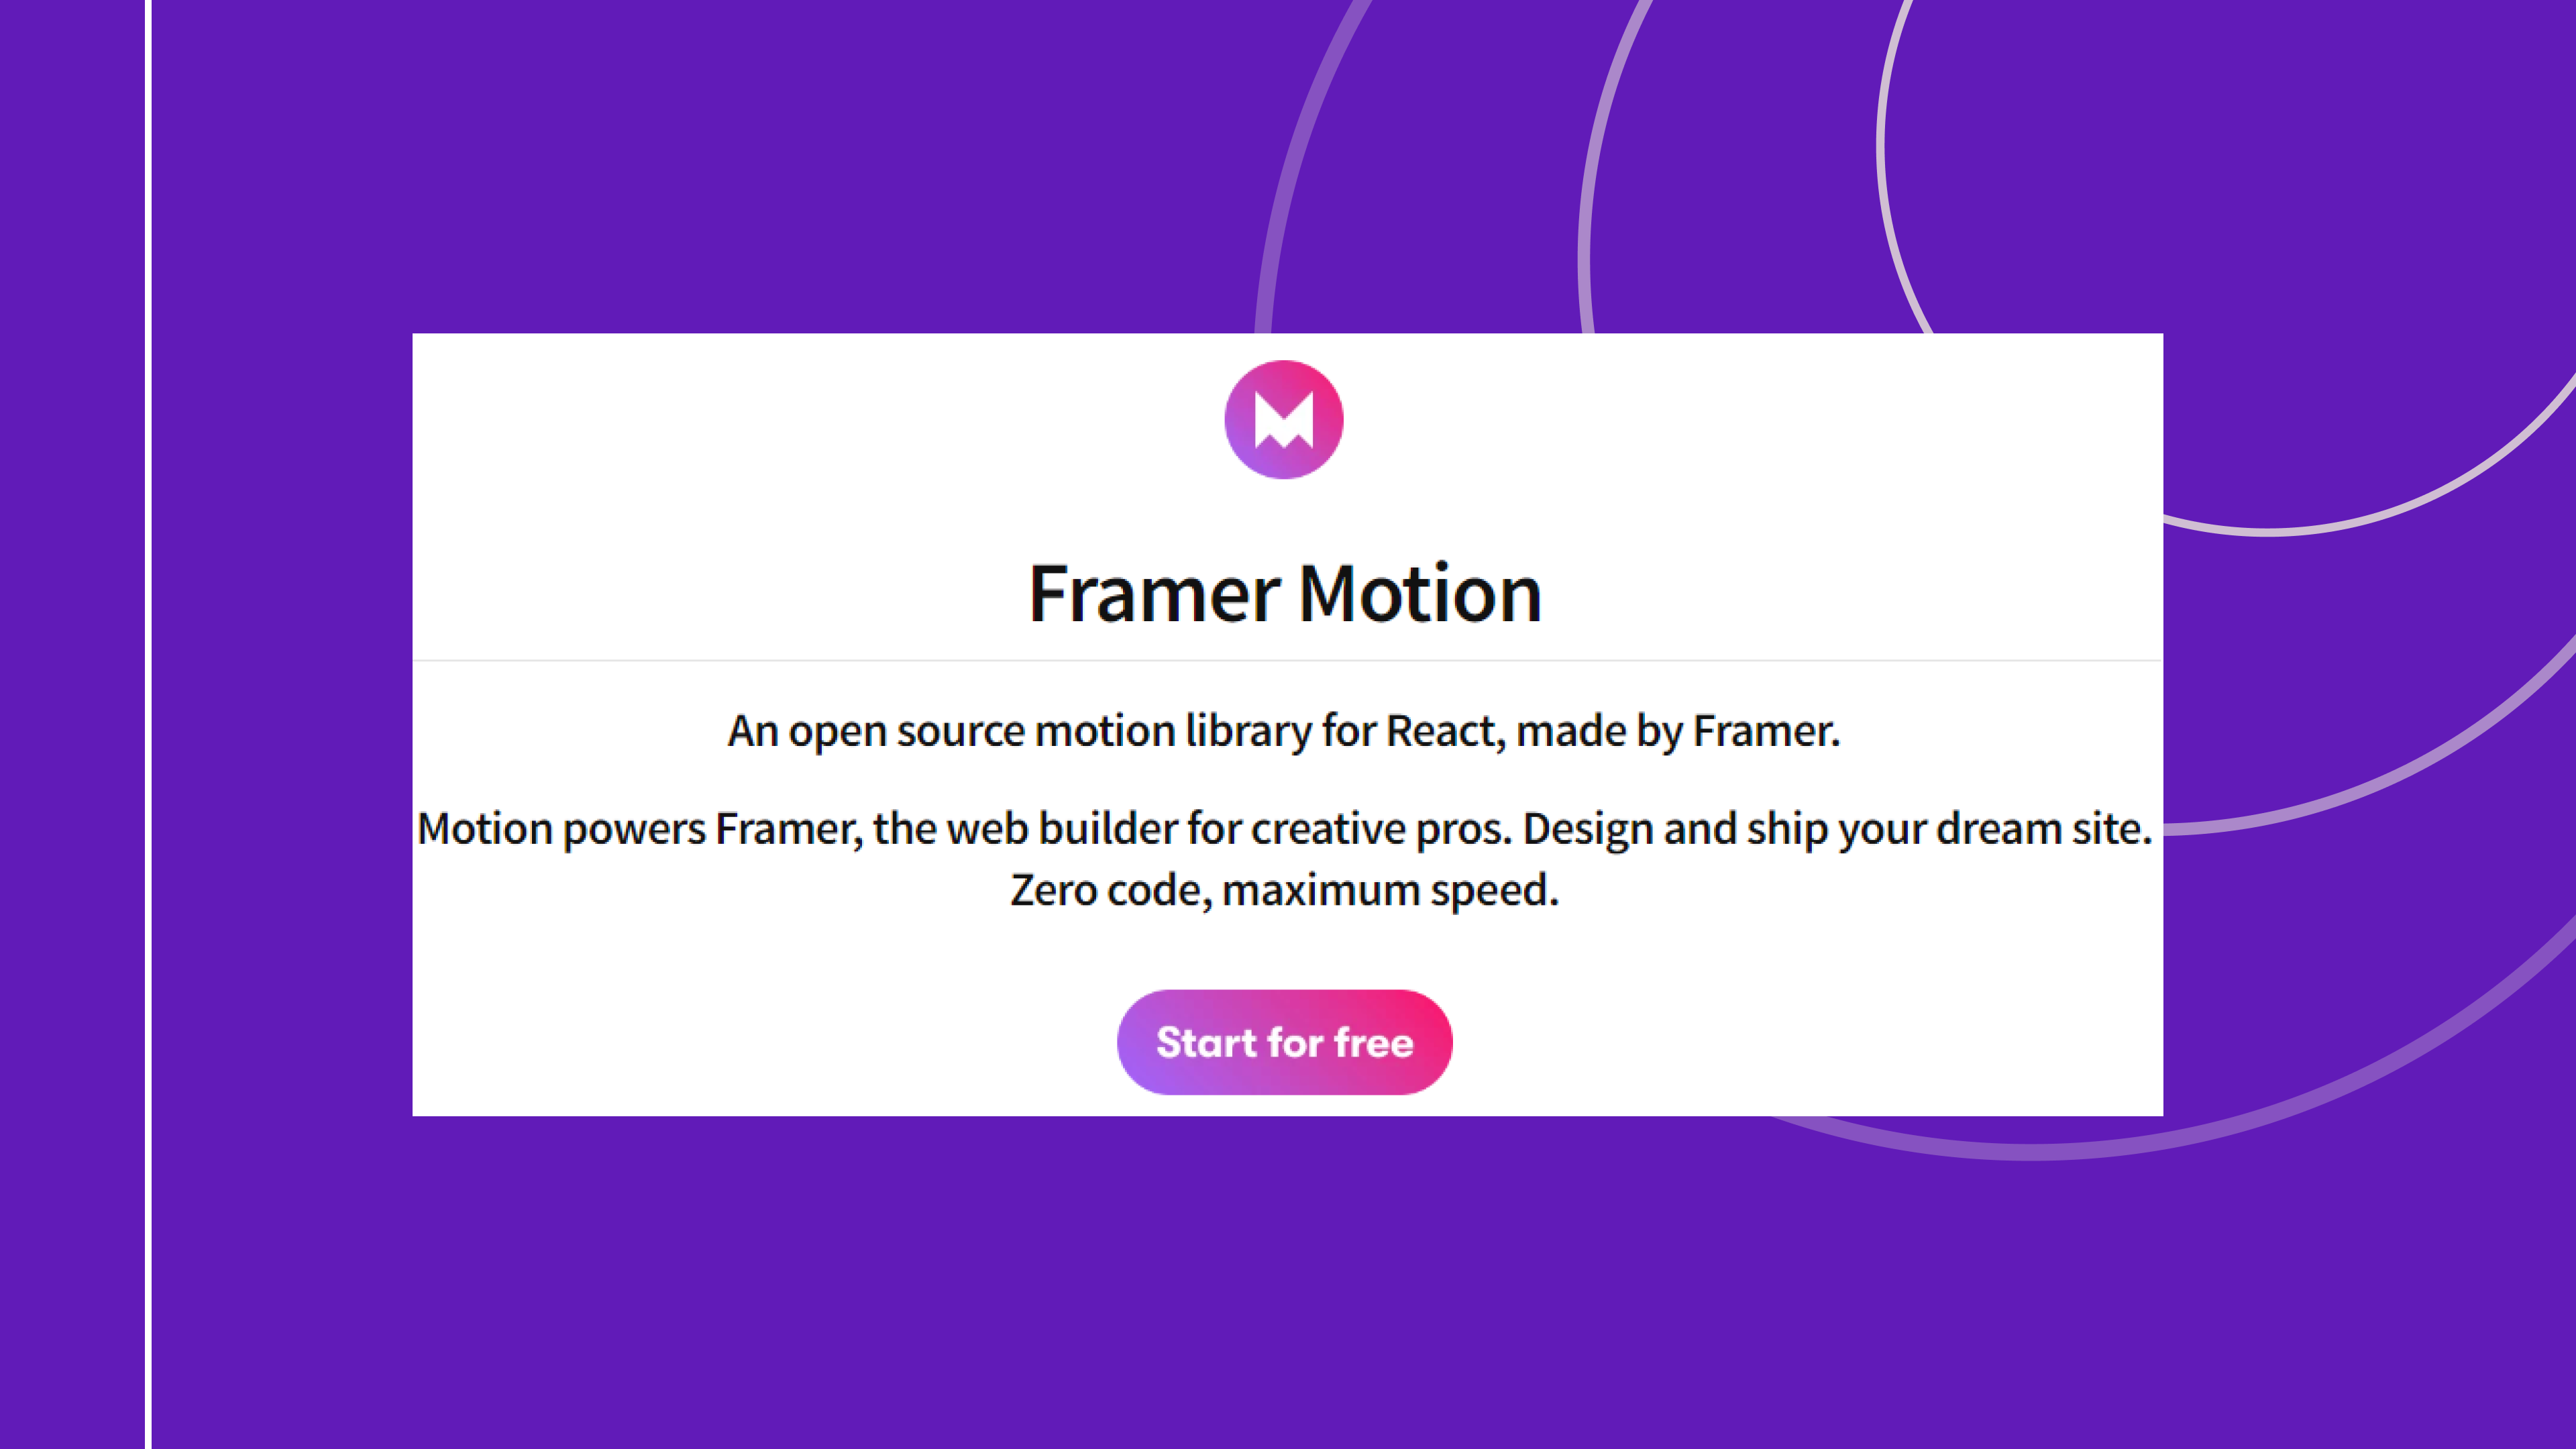 Framer Motion
An open source motion library for React, made by Framer.
Motion powers Framer, the web builder for creative pros. Design and ship your dream site.
Zero code, maximum speed.
Start for free